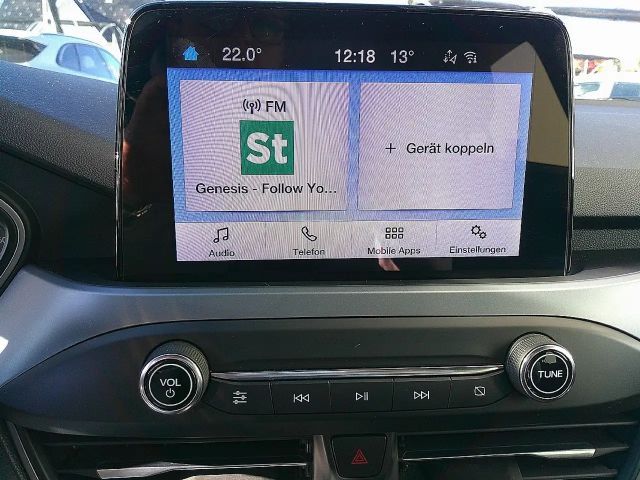 22.0° 12:18 13°
FM
St
Genesis - Follow Yo...
+ Gerät koppeln
Audio Telefon Mobile Apps Einstellungen
VOL TUNE